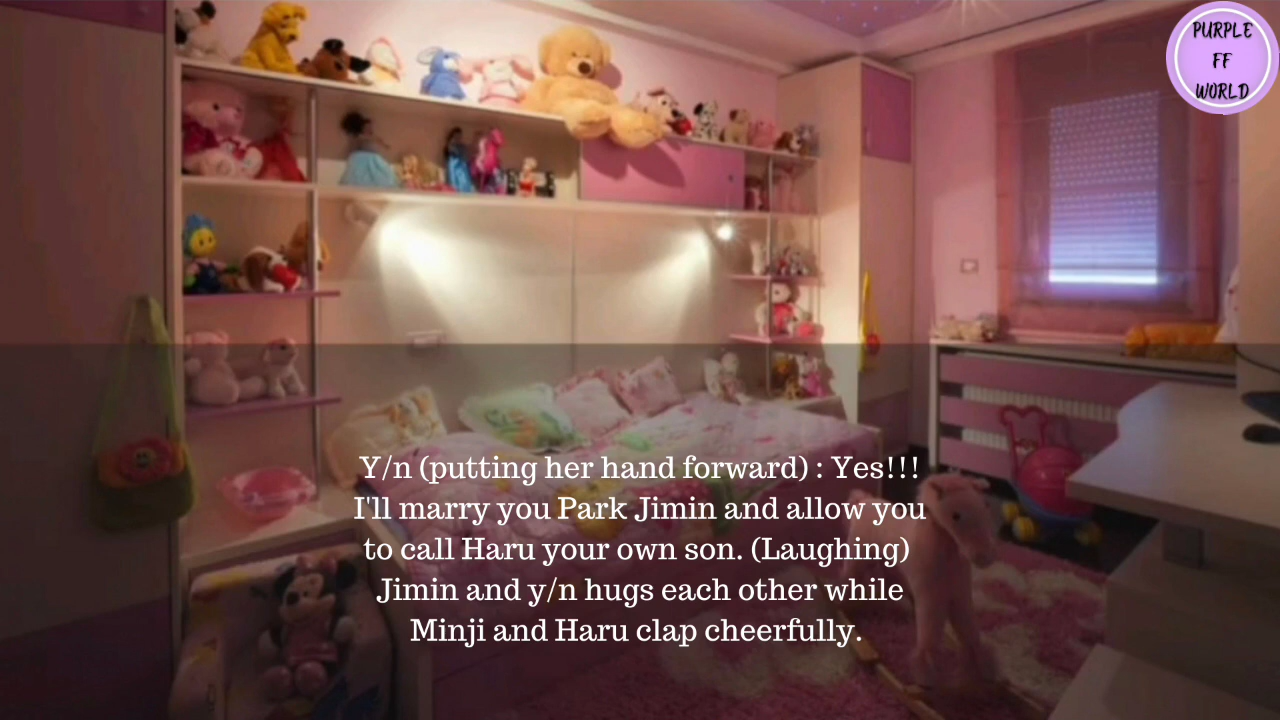 PURPLE
FF
WORLD
Y/n (putting her hand forward) : Yes!!!
I'll marry you Park Jimin and allow you
to call Haru your own son. (Laughing)
Jimin and y/n hugs each other while
Minji and Haru clap cheerfully.